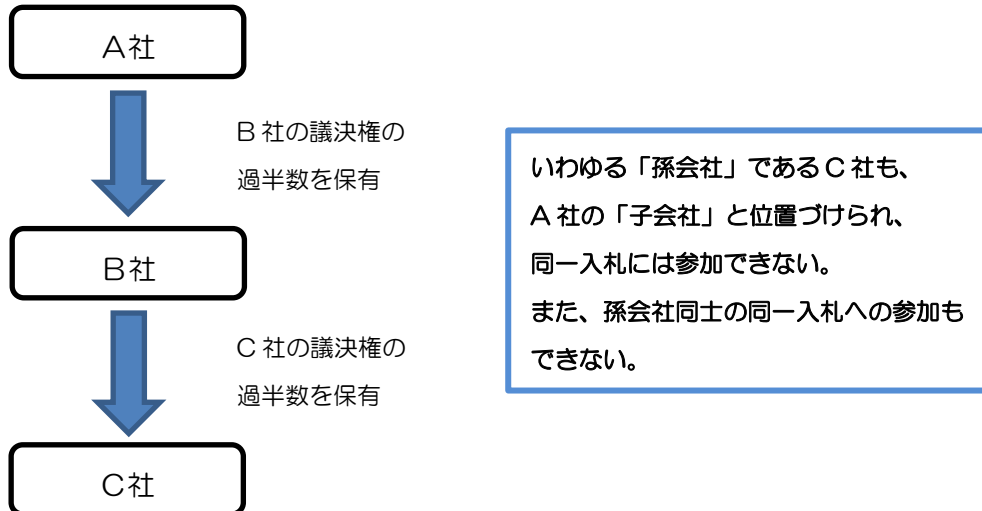 A社
B社の議決権の
過半数を保有
B社
C社の議決権の
過半数を保有
C社
いわゆる「孫会社」であるC社も、
A社の「子会社」と位置づけられ、
同一入札には参加できない。
また、孫会社同士の同一入札への参加も
できない。